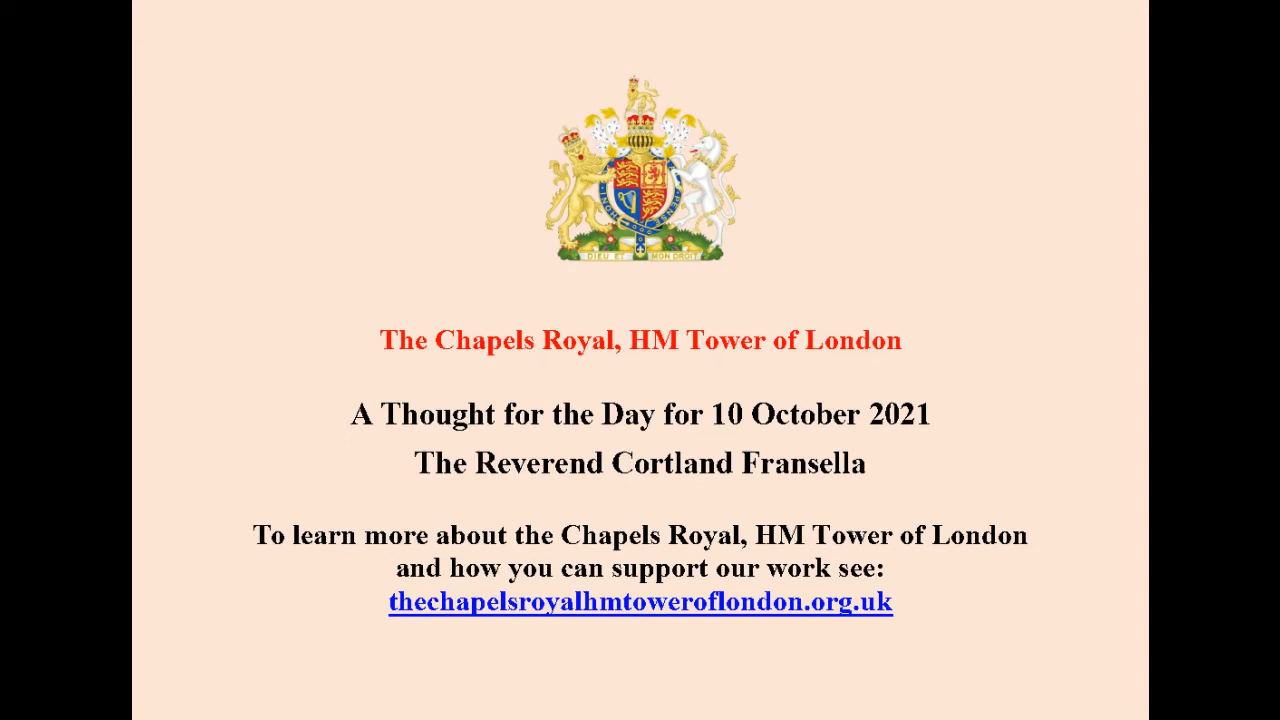 HONI PENSE
DIEU ET MON DROIT
The Chapels Royal, HM Tower of London
A Thought for the Day for 10 October 2021
The Reverend Cortland Fransella
To learn more about the Chapels Royal, HM Tower of London
and how you can support our work see:
thechapelsroyalhmtoweroflondon.org.uk